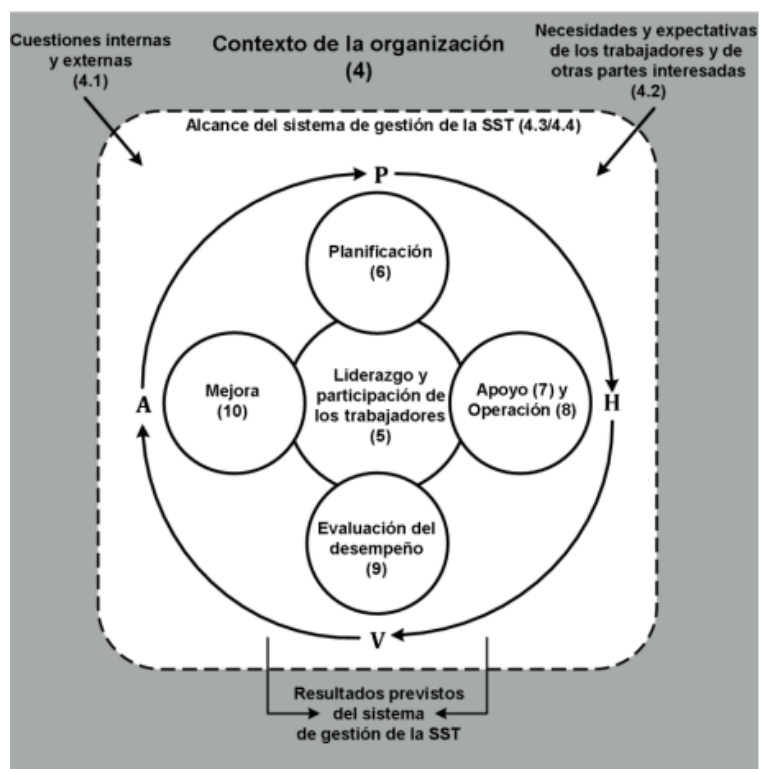 Cuestiones internas
y externas
(4.1)
Contexto de la organización
(4)
Necesidades y expectativas
de los trabajadores y de
otras partes interesadas
(4.2)
Alcance del sistema de gestión de la SST (4.3/4.4)
P
Planificación
(6)
A
Mejora
(10)
Liderazgo y
participación de
los trabajadores
(5)
Apoyo (7) y
Operación (8)
H
Evaluación del
desempeño
(9)
V
Resultados previstos
del sistema
de gestión de la SST